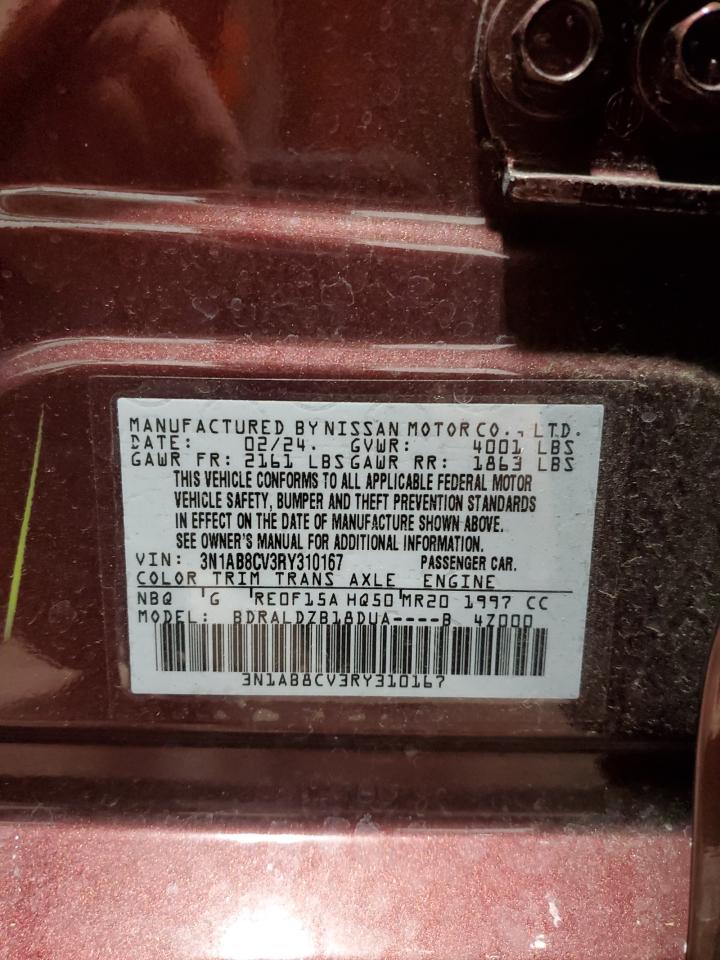 MANUFACTURED BY NISSAN MOTOR CO., LTD.
DATE: 02/24. GVWR: 4001 LBS
GAWR FR: 2161 LBS GAWR RR: 1863 LBS
THIS VEHICLE CONFORMS TO ALL APPLICABLE FEDERAL MOTOR
VEHICLE SAFETY, BUMPER AND THEFT PREVENTION STANDARDS
IN EFFECT ON THE DATE OF MANUFACTURE SHOWN ABOVE.
SEE OWNER'S MANUAL FOR ADDITIONAL INFORMATION.
VIN: 3N1AB8CV3RY310167 PASSENGER CAR.
COLOR TRIM TRANS AXLE ENGINE
NBQ G RE0F15A HQ50 MR20 1997 CC
MODEL: BDRALDZB18DUA----B 47000
3N1AB8CV3RY310167